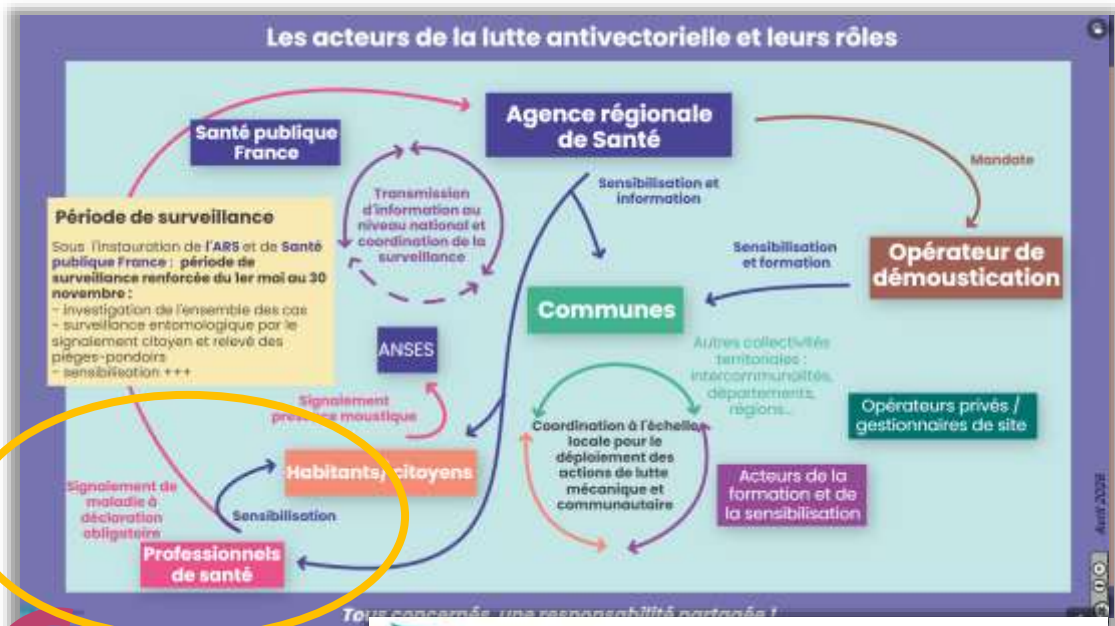 Les acteurs de la lutte antivectorielle et leurs rôles
Santé publique
France
Agence régionale
de Santé
Mandate
Transmission
d'information au
niveau national et
coordination de la
surveillance
Sensibilisation et
information
Période de surveillance
Sous l'instauration de l'ARS et de Santé
publique France : période de
surveillance renforcée du 1er mai au 30
novembre :
- investigation de l'ensemble des cas
- surveillance entomologique par le
signalement citoyen et relevé des
pièges-pondoirs
- sensibilisation +++
Sensibilisation
et formation
Opérateur de
démoustication
Communes
ANSES
Autres collectivités
territoriales :
intercommunalités,
départements,
régions...
Signalement
présence moustique
Opérateurs privés /
gestionnaires de site
Coordination à l'échelle
locale pour le
déploiement des
actions de lutte
mécanique et
communautaire
Habitants/citoyens
Acteurs de la
formation et de
la sensibilisation
Signalement de
maladie à
déclaration
obligatoire
Sensibilisation
Professionnels
de santé
Tous concernés, une responsabilité partagée !